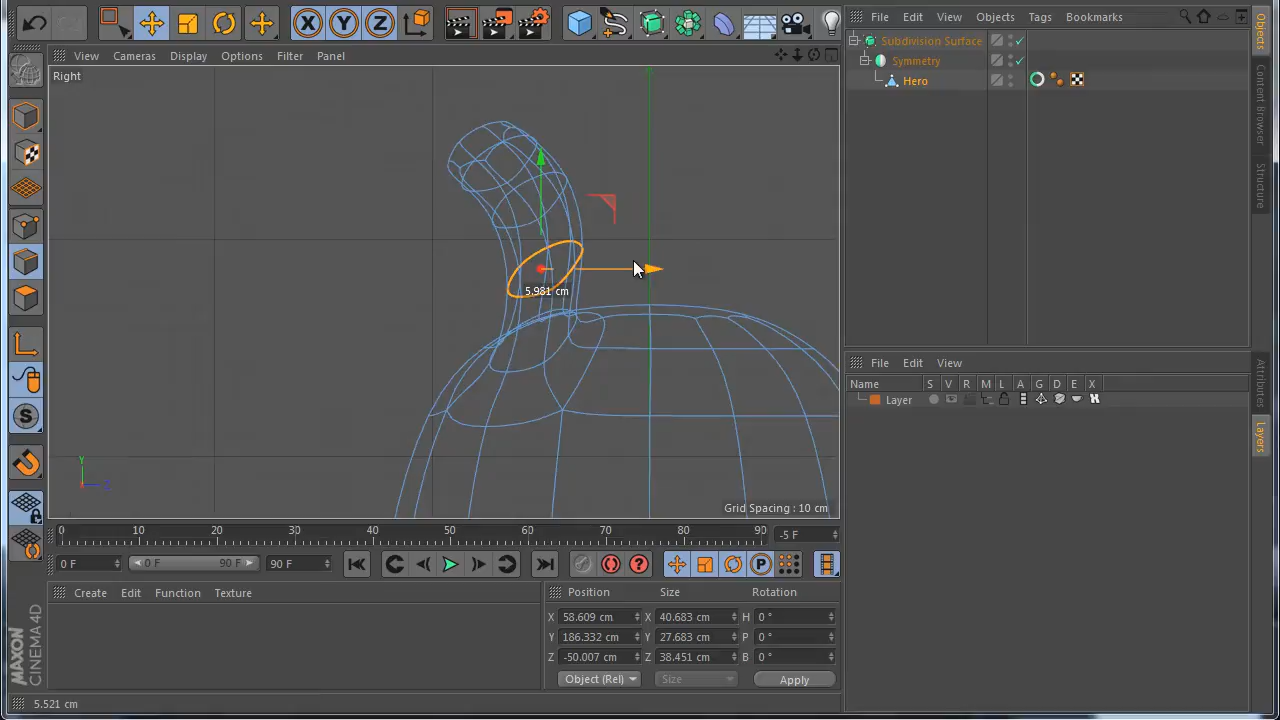 X Y Z
File Edit View Objects Tags Bookmarks
Subdivision Surface
Symmetry
Hero
View Cameras Display Options Filter Panel
Right
5.981 cm
Y
Grid Spacing : 10 cm
File Edit View
Name S V R M L A G D E X
Layer
Objects
Content Browser
Structure
Attributes
Layers
0 10 20 30 40 50 60 70 80 90
-5 F
0 F
0 F
90 F
90 F
P
Create Edit Function Texture
Position Size Rotation
X 58.609 cm X 40.683 cm H 0 °
Y 186.332 cm Y 27.683 cm P 0 °
Z -50.007 cm Z 38.451 cm B 0 °
Object (Rel) Size Apply
MAXON
CINEMA 4D
5.521 cm